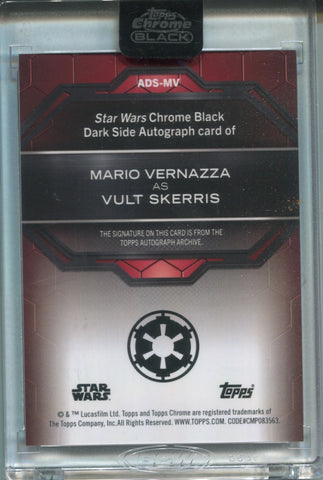 Topps
Chrome
BLACK
ADS-MV
Star Wars Chrome Black
Dark Side Autograph card of
MARIO VERNAZZA
AS
VULT SKERRIS
THE SIGNATURE ON THIS CARD IS FROM THE
TOPPS AUTOGRAPH ARCHIVE.
STAR WARS
Topps
© & ™ Lucasfilm Ltd. Topps and Topps Chrome are registered trademarks of
The Topps Company, Inc. All Rights Reserved. WWW.TOPPS.COM. CODE#CMP083563.